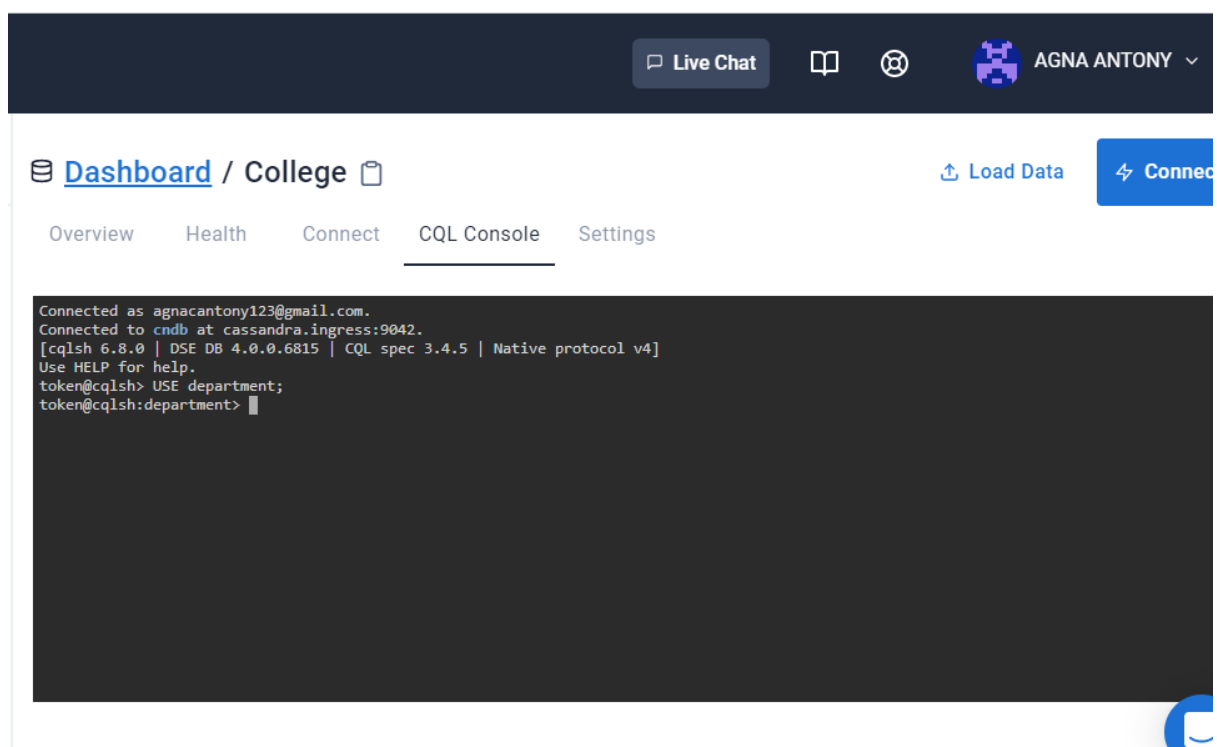 Live Chat
AGNA ANTONY
Dashboard / College
Load Data
Connec
Overview Health Connect CQL Console Settings
Connected as agnacantony123@gmail.com.
Connected to cndb at cassandra.ingress:9042.
[cqlsh 6.8.0 | DSE DB 4.0.0.6815 | CQL spec 3.4.5 | Native protocol v4]
Use HELP for help.
token@cqlsh> USE department;
token@cqlsh:department>